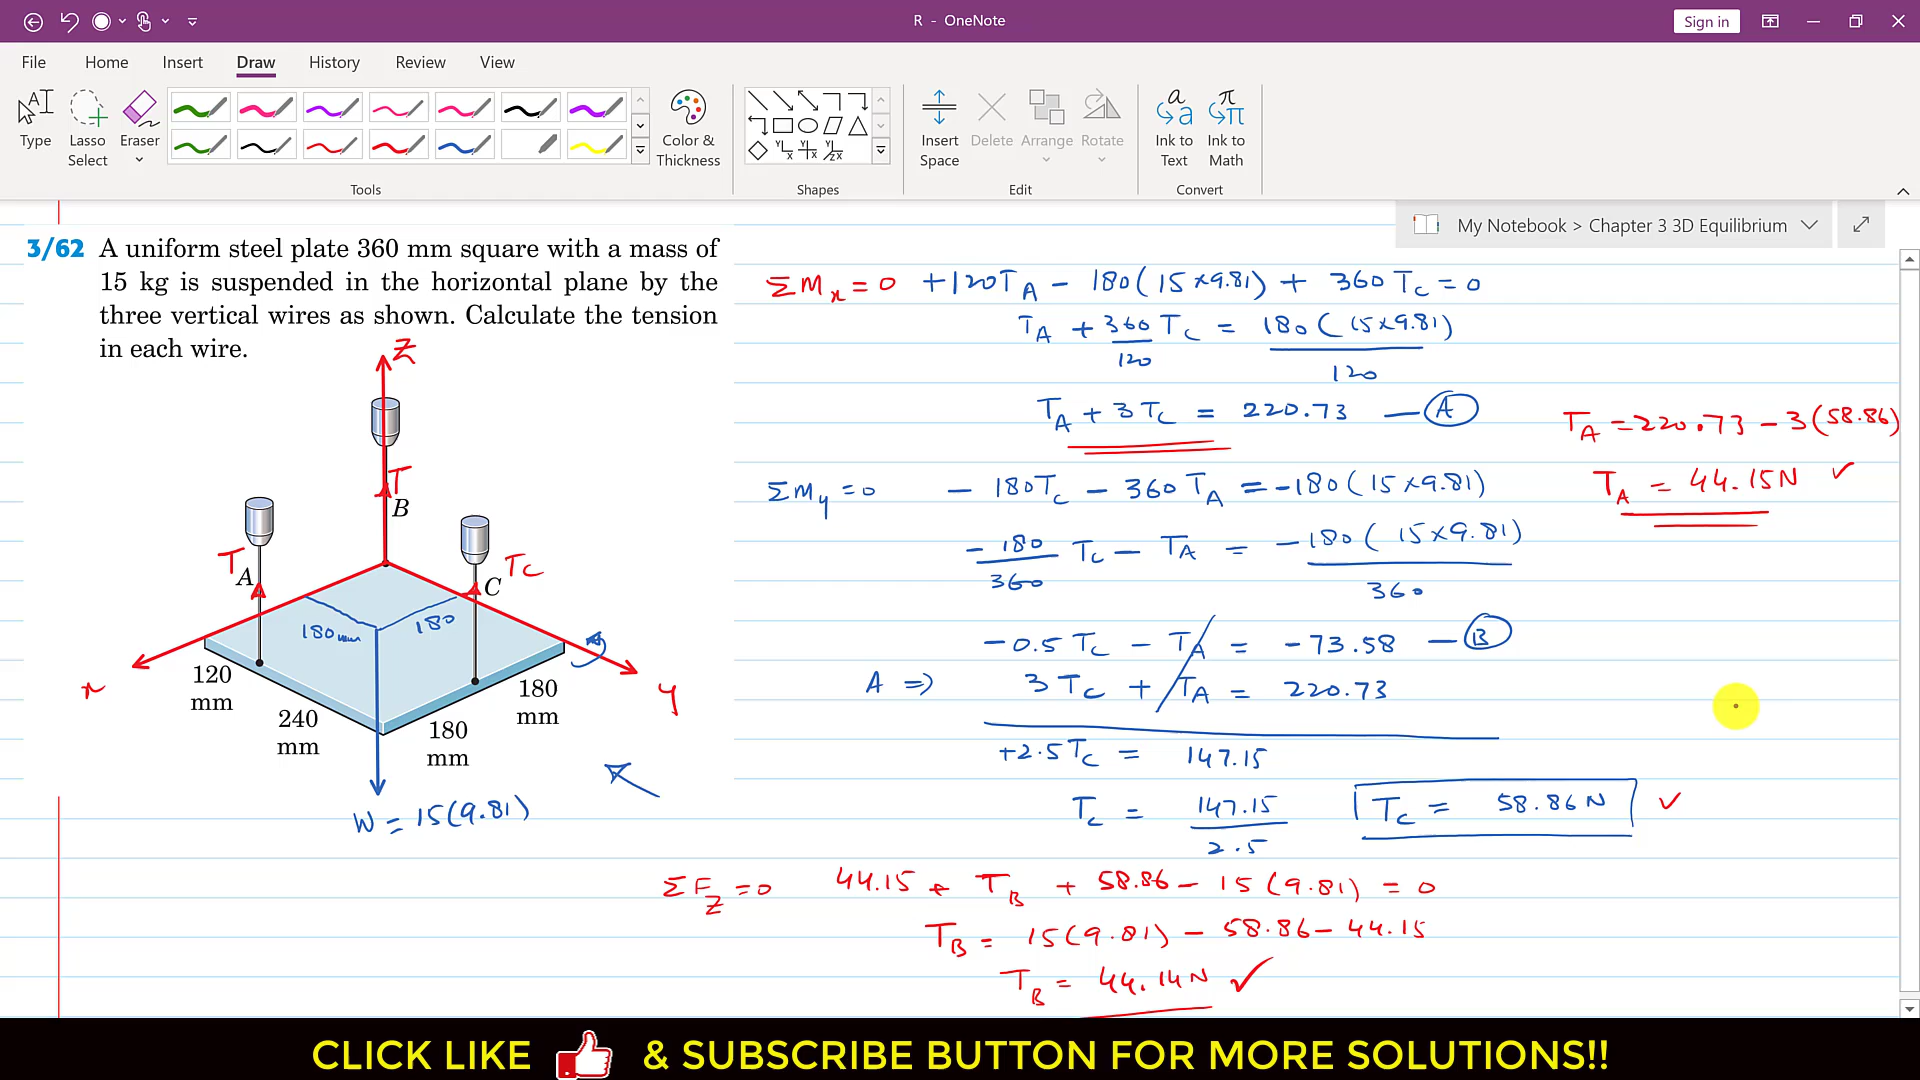 R - OneNote
Sign in
File Home Insert Draw History Review View
Type
Lasso Select
Eraser
Color & Thickness
Insert Space
Delete
Arrange
Rotate
Ink to Text
Ink to Math
Tools
Shapes
Edit
Convert
My Notebook > Chapter 3 3D Equilibrium
3/62 A uniform steel plate 360 mm square with a mass of
15 kg is suspended in the horizontal plane by the
three vertical wires as shown. Calculate the tension
in each wire.
Z
T
B
T
A
Tc
C
180mm
180
x
y
120 mm
240 mm
180 mm
180 mm
W = 15(9.81)
ΣMx = 0 +120TA - 180(15×9.81) + 360 Tc = 0
TA + 360/120 Tc = 180(15×9.81)/120
TA + 3Tc = 220.73 — A
TA = 220.73 - 3(58.86)
TA = 44.15N ✓
ΣMy = 0 - 180Tc - 360 TA = -180(15×9.81)
-180/360 Tc - TA = -180(15×9.81)/360
-0.5 Tc - TA = -73.58 — B
A ⇒ 3Tc + TA = 220.73
+2.5Tc = 147.15
Tc = 147.15/2.5
Tc = 58.86N ✓
ΣFz = 0 44.15 + TB + 58.86 - 15(9.81) = 0
TB = 15(9.81) - 58.86 - 44.15
TB = 44.14N ✓
CLICK LIKE & SUBSCRIBE BUTTON FOR MORE SOLUTIONS!!